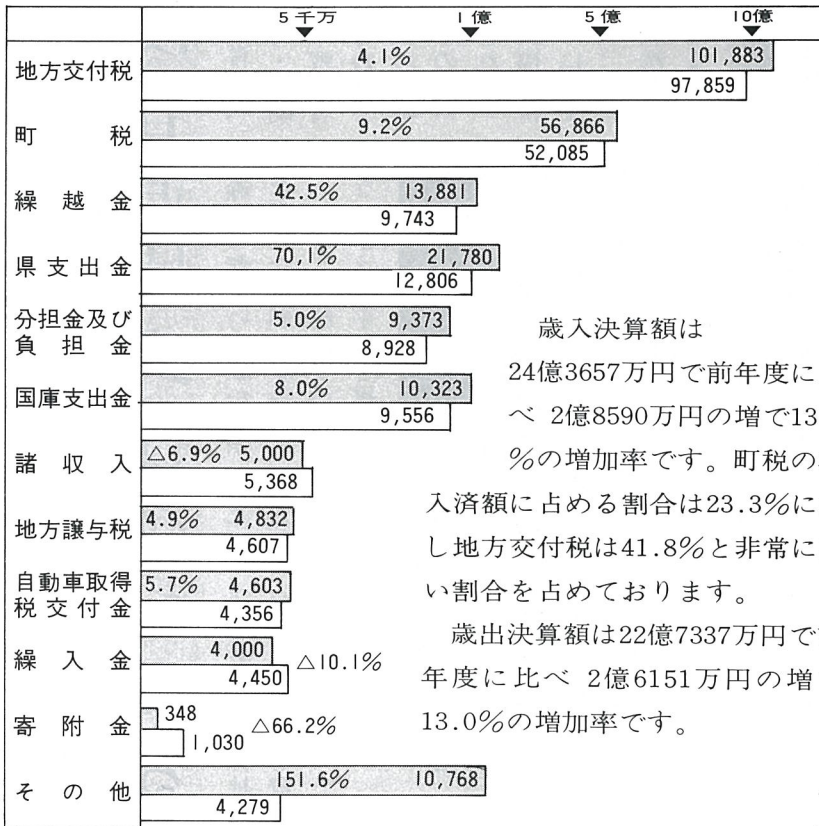 5千万 1億 5億 10億
地方交付税 4.1% 101,883
97,859
町税 9.2% 56,866
52,085
繰越金 42.5% 13,881
9,743
県支出金 70,1% 21,780
12,806
分担金及び
負担金 5.0% 9,373
8,928
国庫支出金 8.0% 10,323
9,556
諸収入 △6.9% 5,000
5,368
地方譲与税 4.9% 4,832
4,607
自動車取得
税交付金 5.7% 4,603
4,356
繰入金 4,000
4,450 △10.1%
寄附金 348
1,030 △66.2%
その他 151.6% 10,768
4,279
歳入決算額は
24億3657万円で前年度に
べ 2億8590万円の増で13
%の増加率です。町税の
入済額に占める割合は23.3%に
し地方交付税は41.8%と非常に
い割合を占めております。
歳出決算額は22億7337万円で
年度に比べ 2億6151万円の増
13.0%の増加率です。